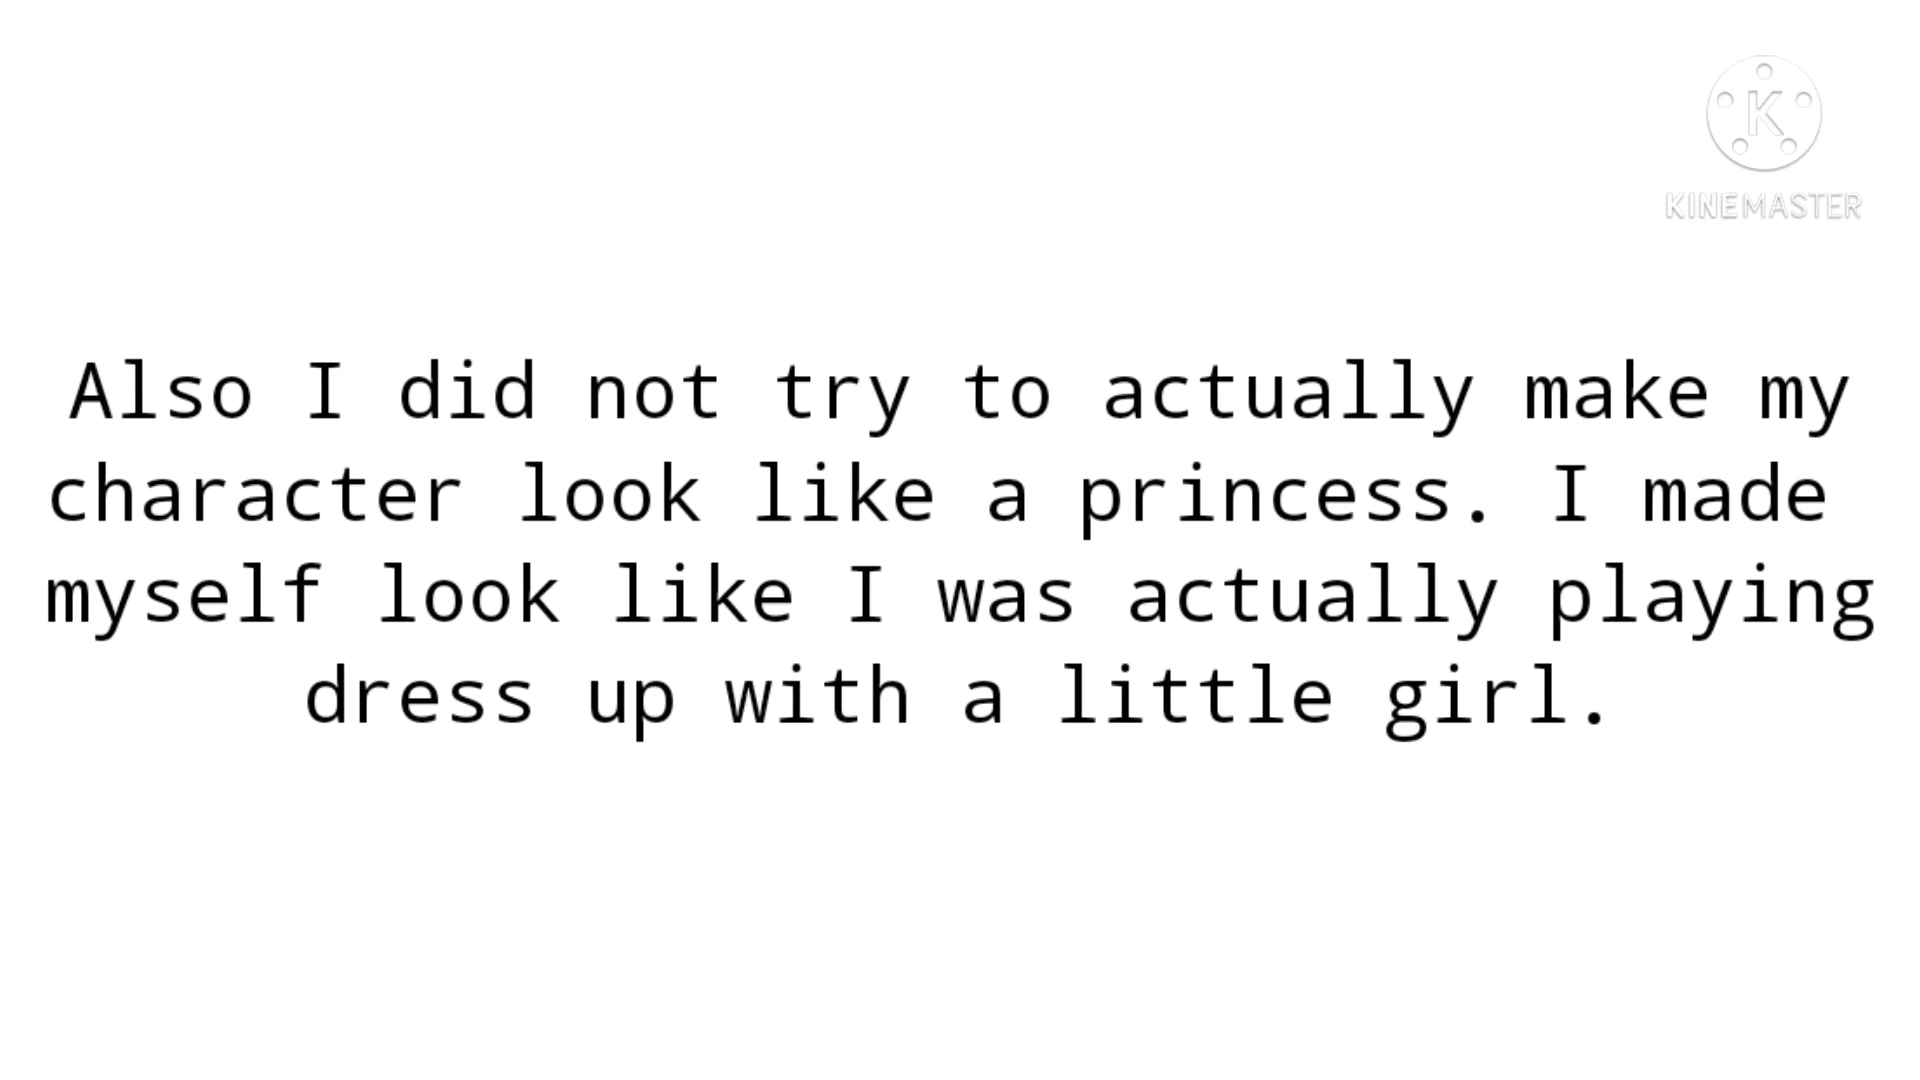 K
KINEMASTER
Also I did not try to actually make my
character look like a princess. I made
myself look like I was actually playing
dress up with a little girl.